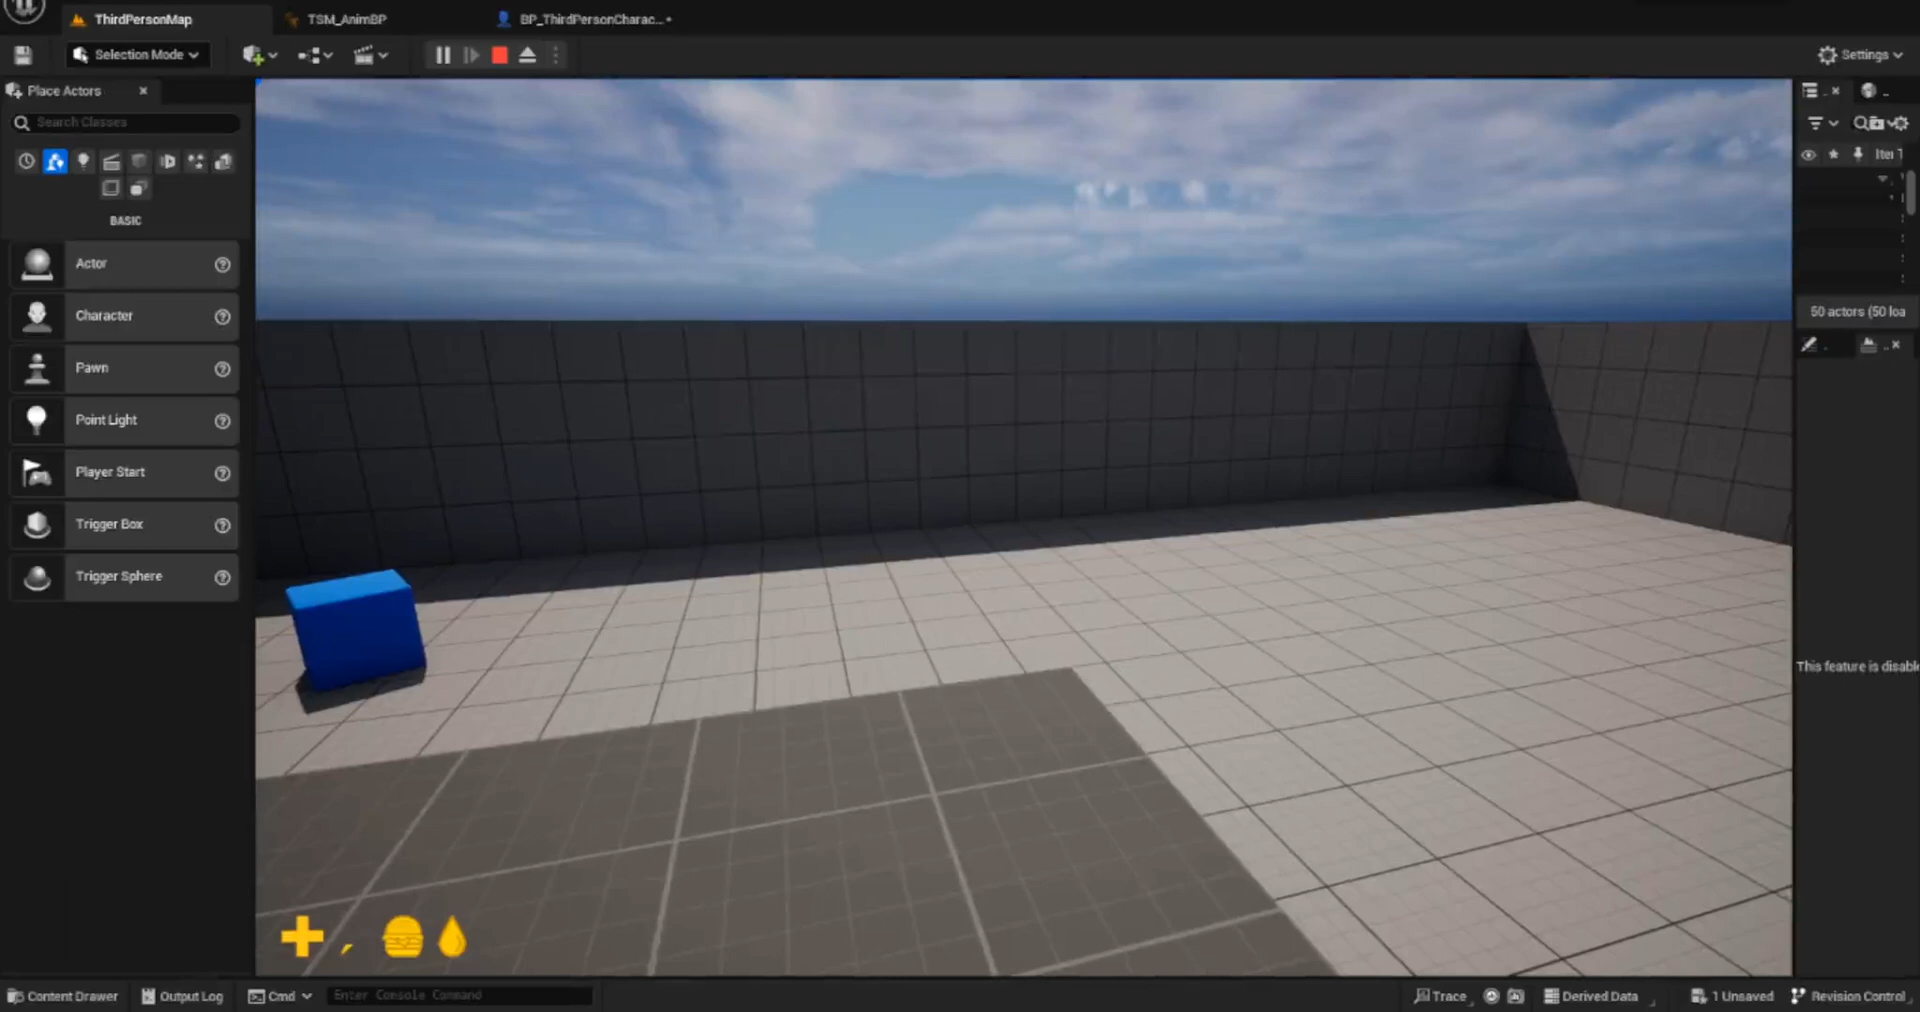 ThirdPersonMap
TSM_AnimBP
BP_ThirdPersonCharac...•
Selection Mode
Settings
Place Actors
Search Classes
BASIC
Actor
Character
Pawn
Point Light
Player Start
Trigger Box
Trigger Sphere
50 actors (50 loa
This feature is disable
Content Drawer
Output Log
Cmd
Enter Console Command
Trace
Derived Data
1 Unsaved
Revision Control